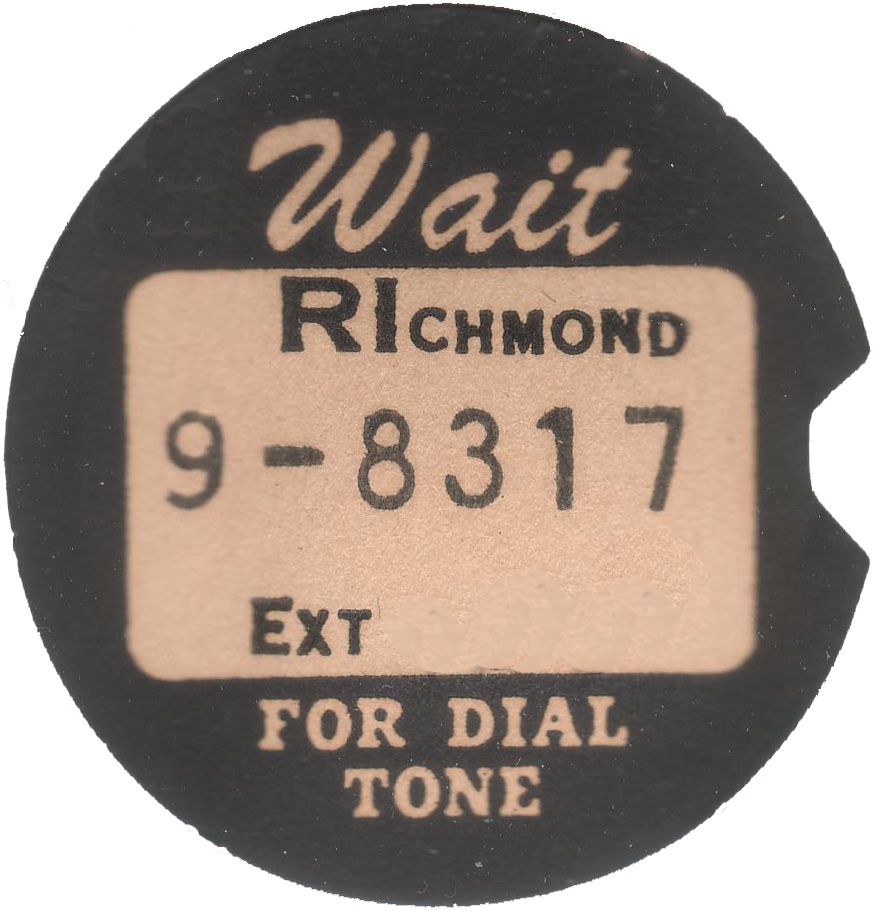 Wait
RICHMOND
9-8317
EXT
FOR DIAL
TONE